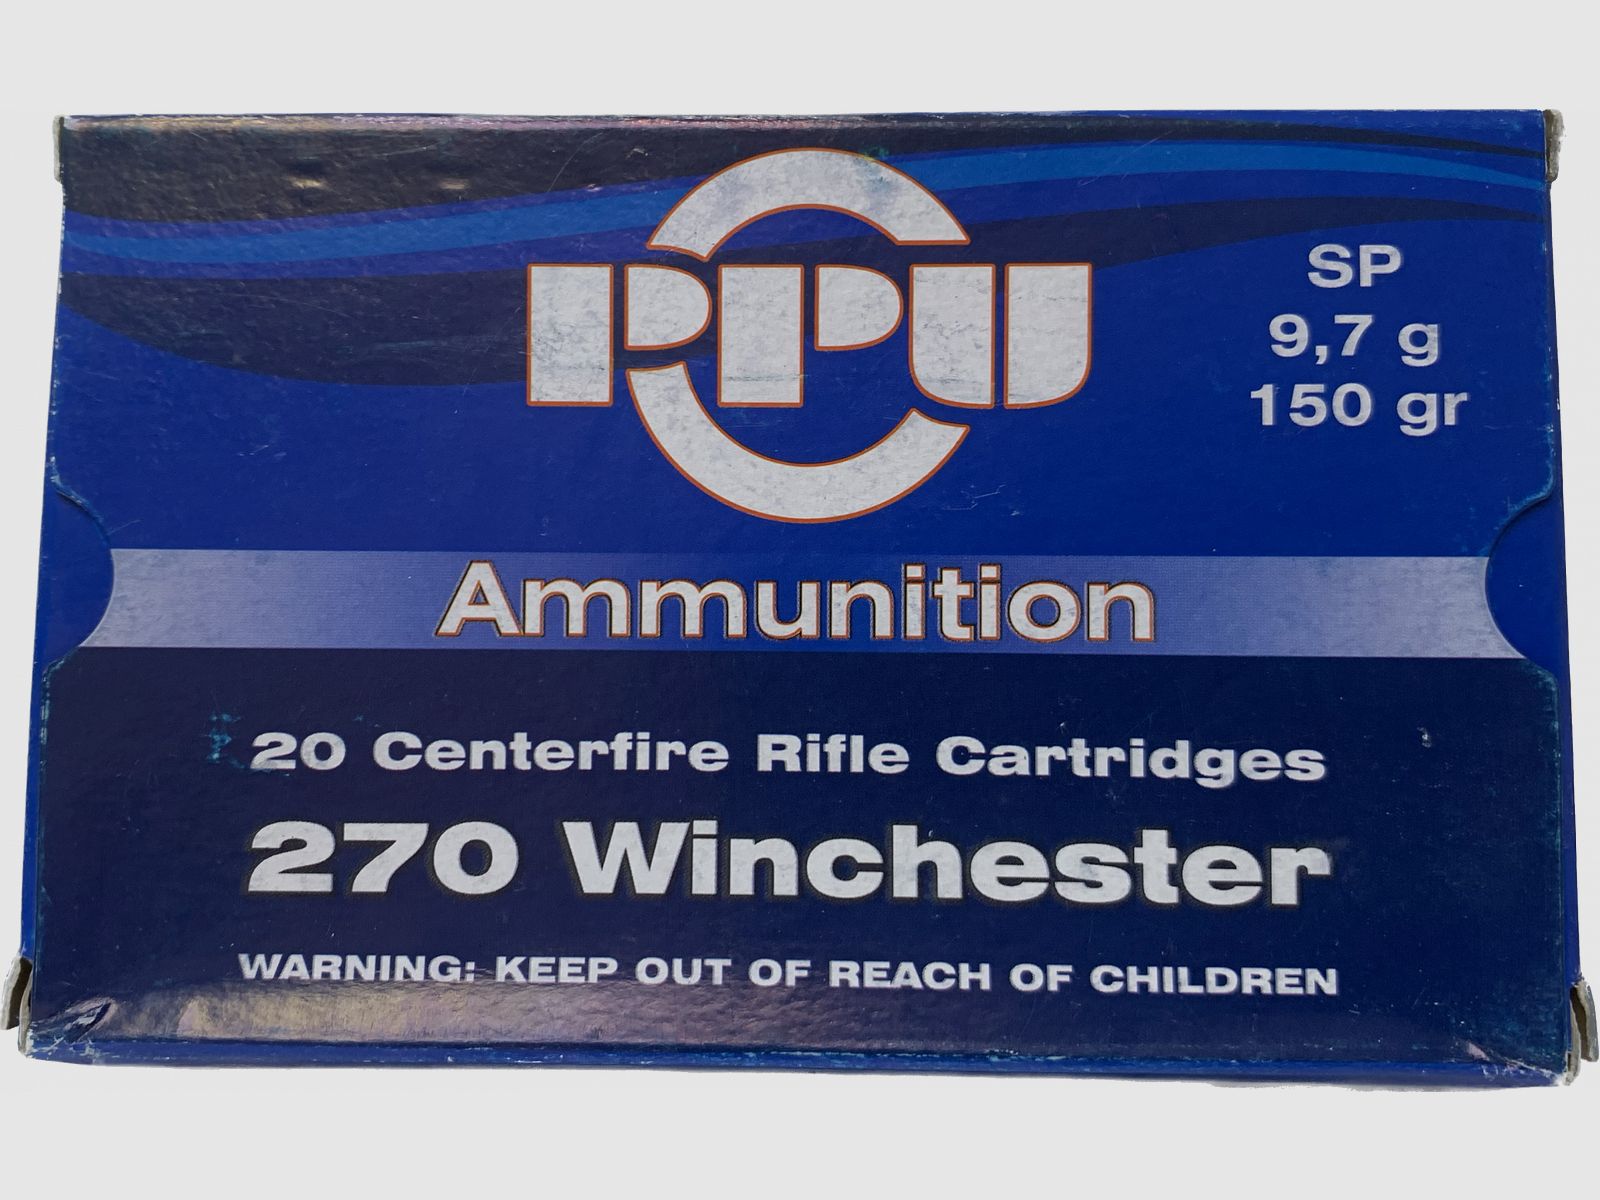 PPU
SP
9,7 g
150 gr
Ammunition
20 Centerfire Rifle Cartridges
270 Winchester
WARNING: KEEP OUT OF REACH OF CHILDREN